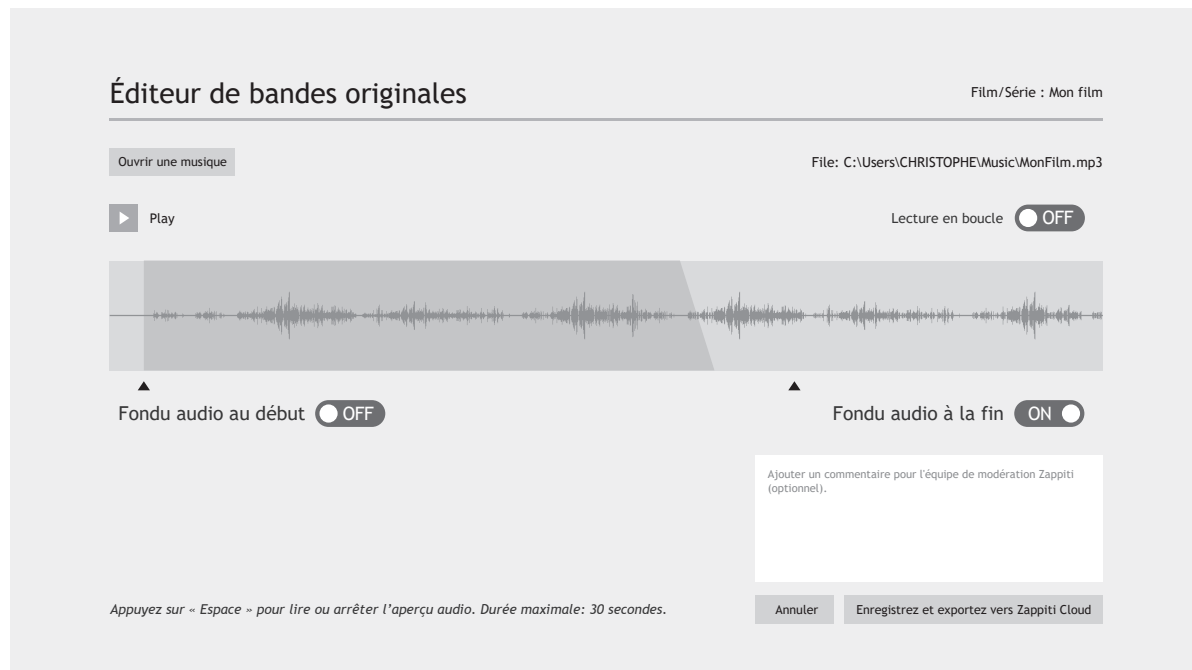 Éditeur de bandes originales
Film/Série : Mon film
Ouvrir une musique
File: C:\Users\CHRISTOPHE\Music\MonFilm.mp3
Play
Lecture en boucle OFF
Fondu audio au début OFF
Fondu audio à la fin ON
Ajouter un commentaire pour l'équipe de modération Zappiti
(optionnel).
Appuyez sur « Espace » pour lire ou arrêter l’aperçu audio. Durée maximale: 30 secondes.
Annuler
Enregistrez et exportez vers Zappiti Cloud